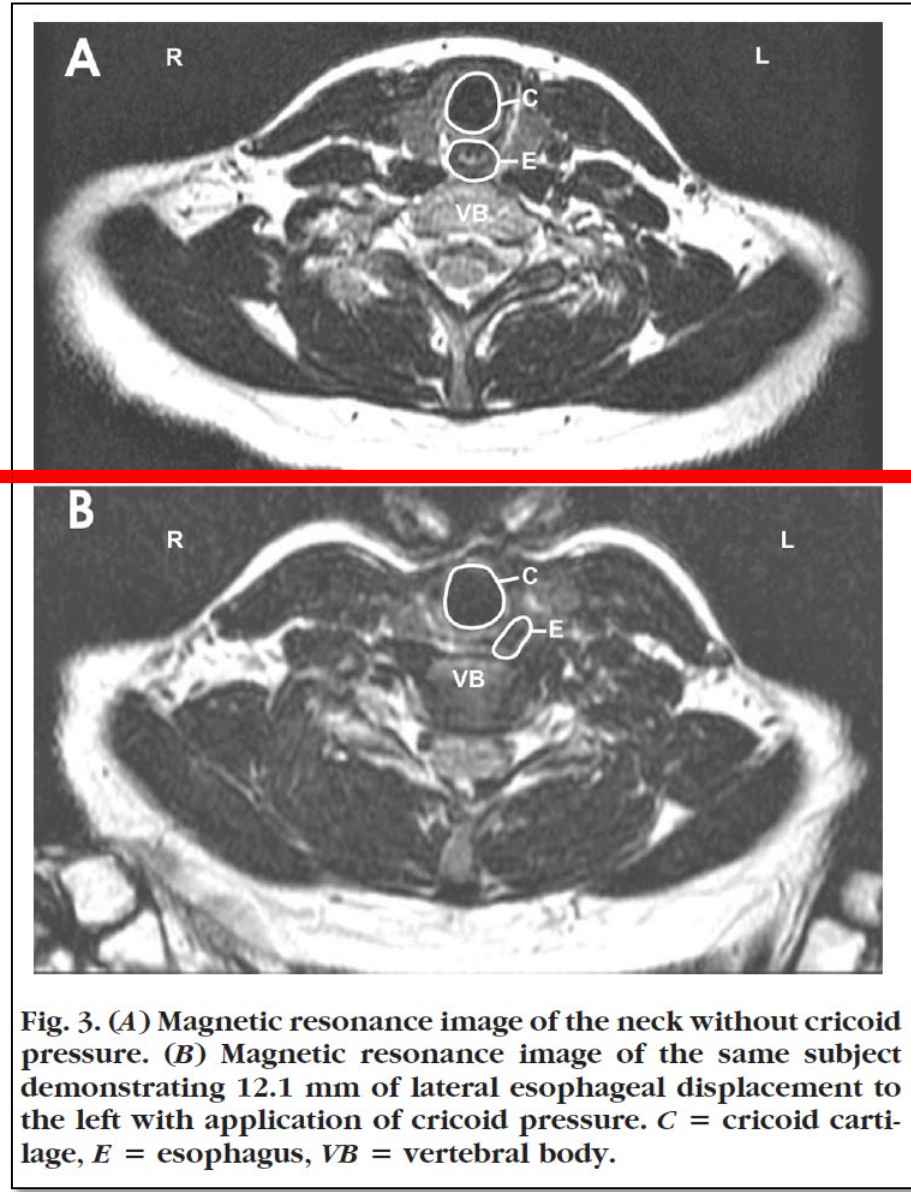 A
R
L
C
E
VB
B
R
L
C
E
VB
Fig. 3. (A) Magnetic resonance image of the neck without cricoid
pressure. (B) Magnetic resonance image of the same subject
demonstrating 12.1 mm of lateral esophageal displacement to
the left with application of cricoid pressure. C = cricoid carti-
lage, E = esophagus, VB = vertebral body.